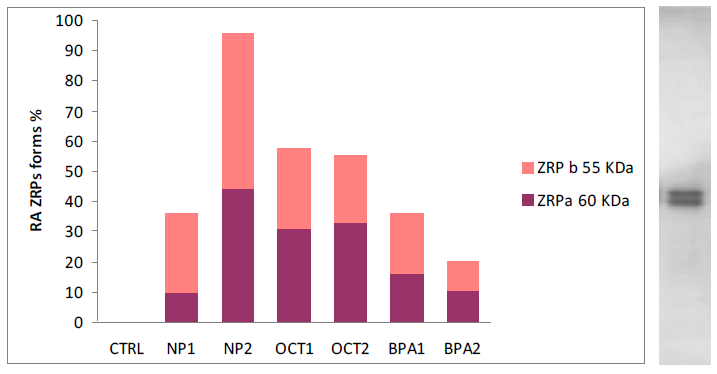 RA ZRPs forms %
100
90
80
70
60
50
40
30
20
10
0
CTRL NP1 NP2 OCT1 OCT2 BPA1 BPA2
ZRP b 55 KDa
ZRPa 60 KDa